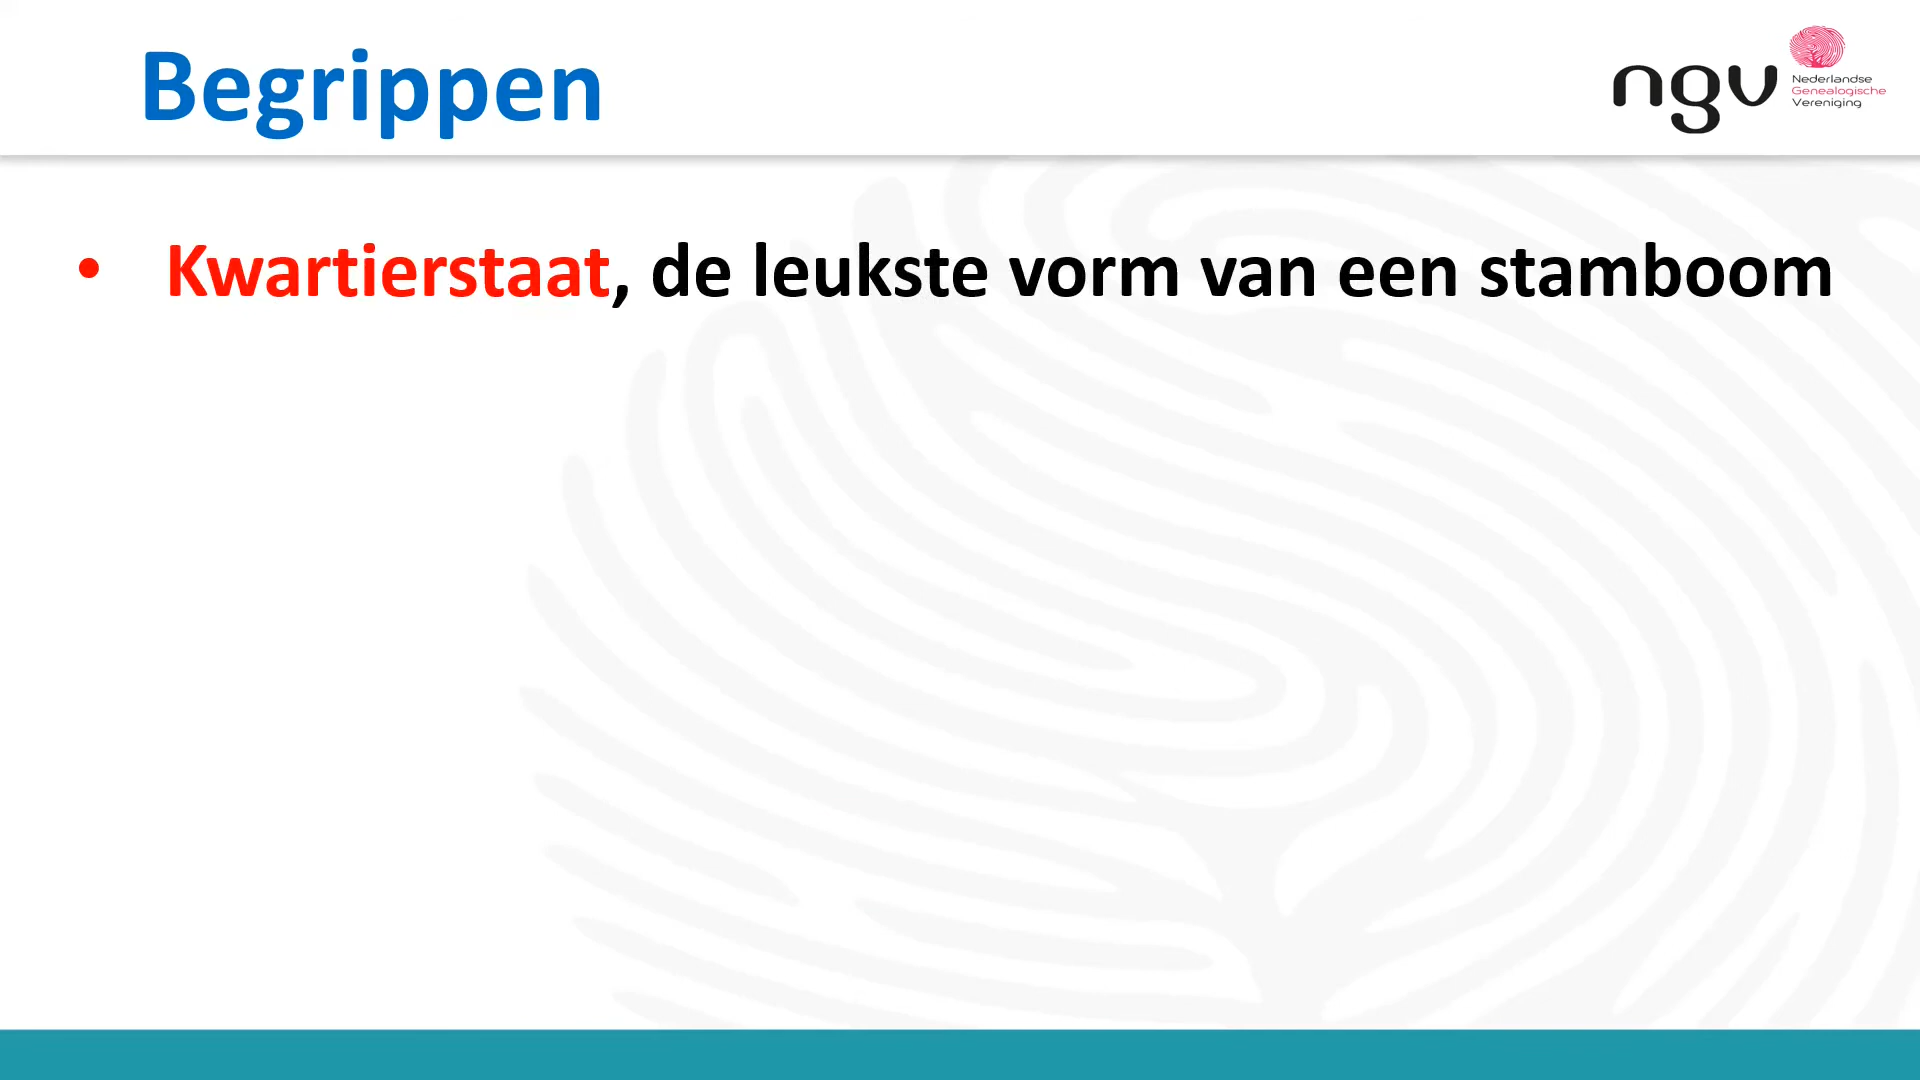 Begrippen
ngv
Nederlandse
Genealogische
Vereniging
• Kwartierstaat, de leukste vorm van een stamboom